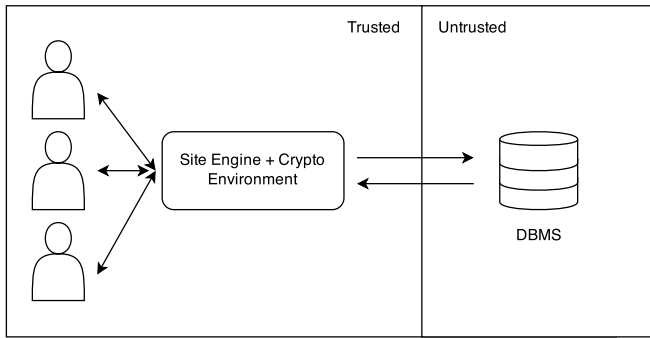 Trusted
Untrusted
Site Engine + Crypto
Environment
DBMS